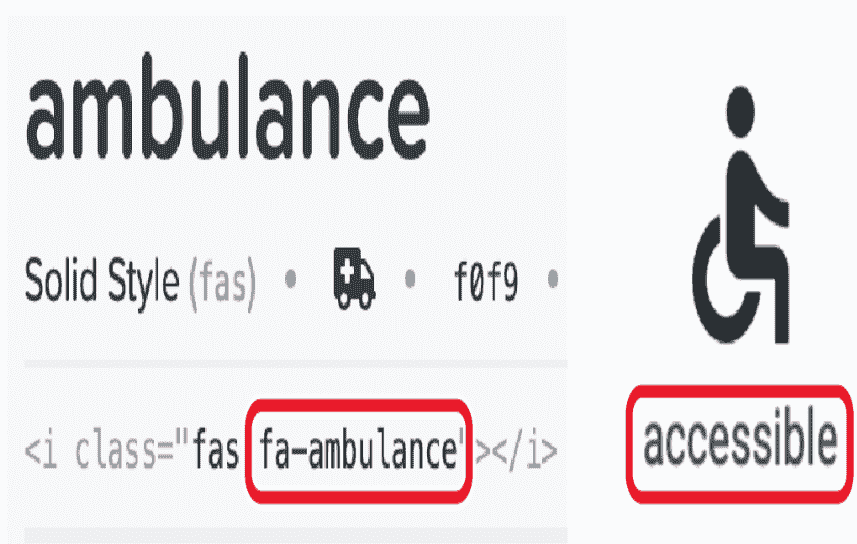 ambulance
Solid Style (fas) • • f0f9 •
<i class="fas fa-ambulance"></i>
accessible